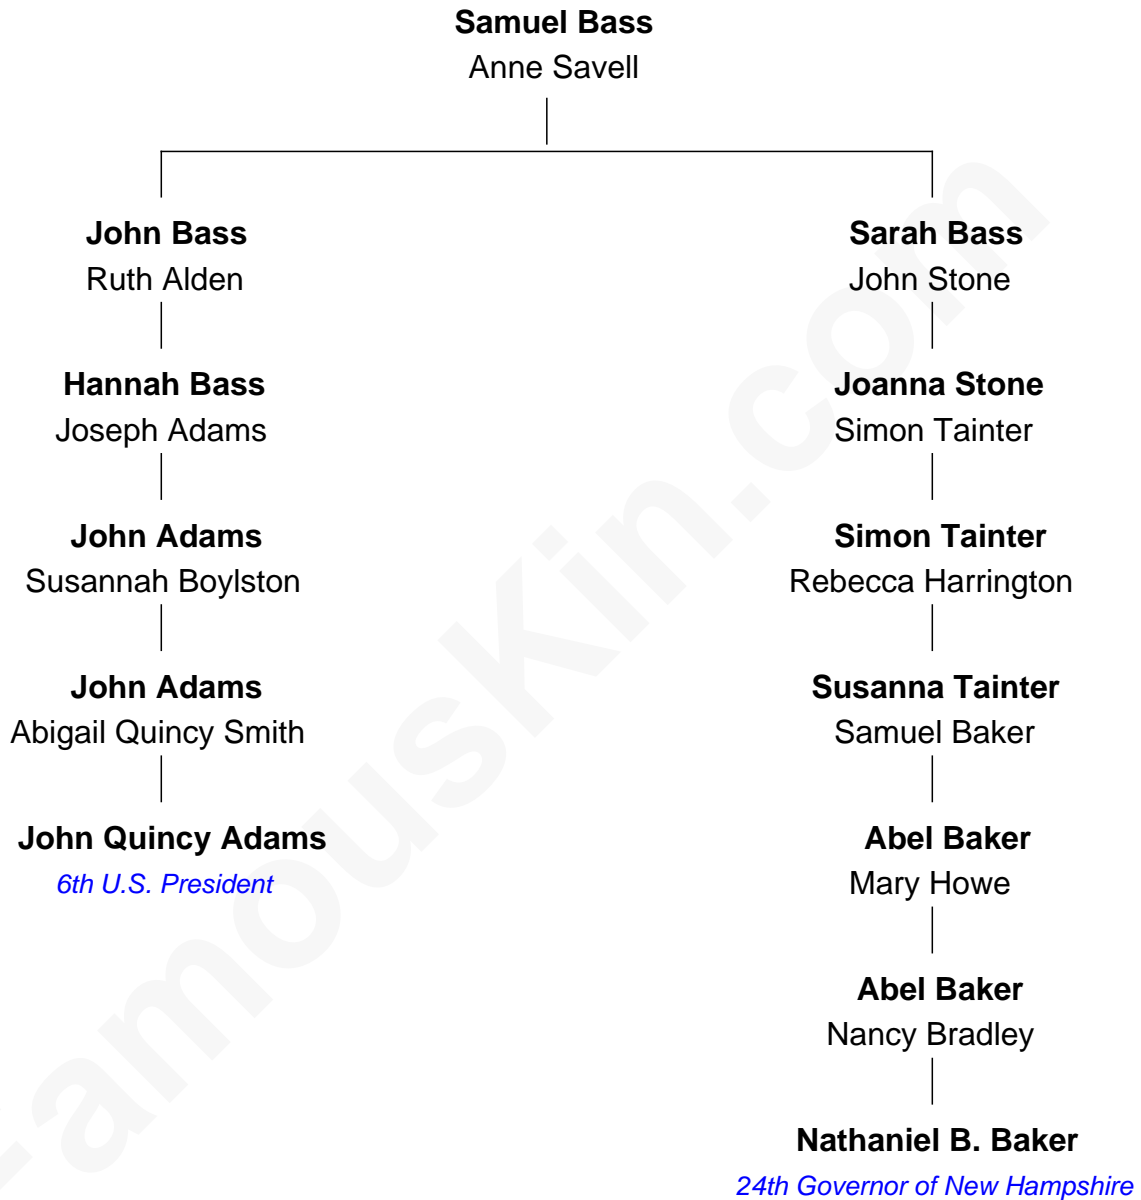 Samuel Bass
Anne Savell
John Bass
Ruth Alden
Sarah Bass
John Stone
Hannah Bass
Joseph Adams
Joanna Stone
Simon Tainter
John Adams
Susannah Boylston
Simon Tainter
Rebecca Harrington
John Adams
Abigail Quincy Smith
Susanna Tainter
Samuel Baker
John Quincy Adams
6th U.S. President
Abel Baker
Mary Howe
Abel Baker
Nancy Bradley
Nathaniel B. Baker
24th Governor of New Hampshire
FamousKin.com